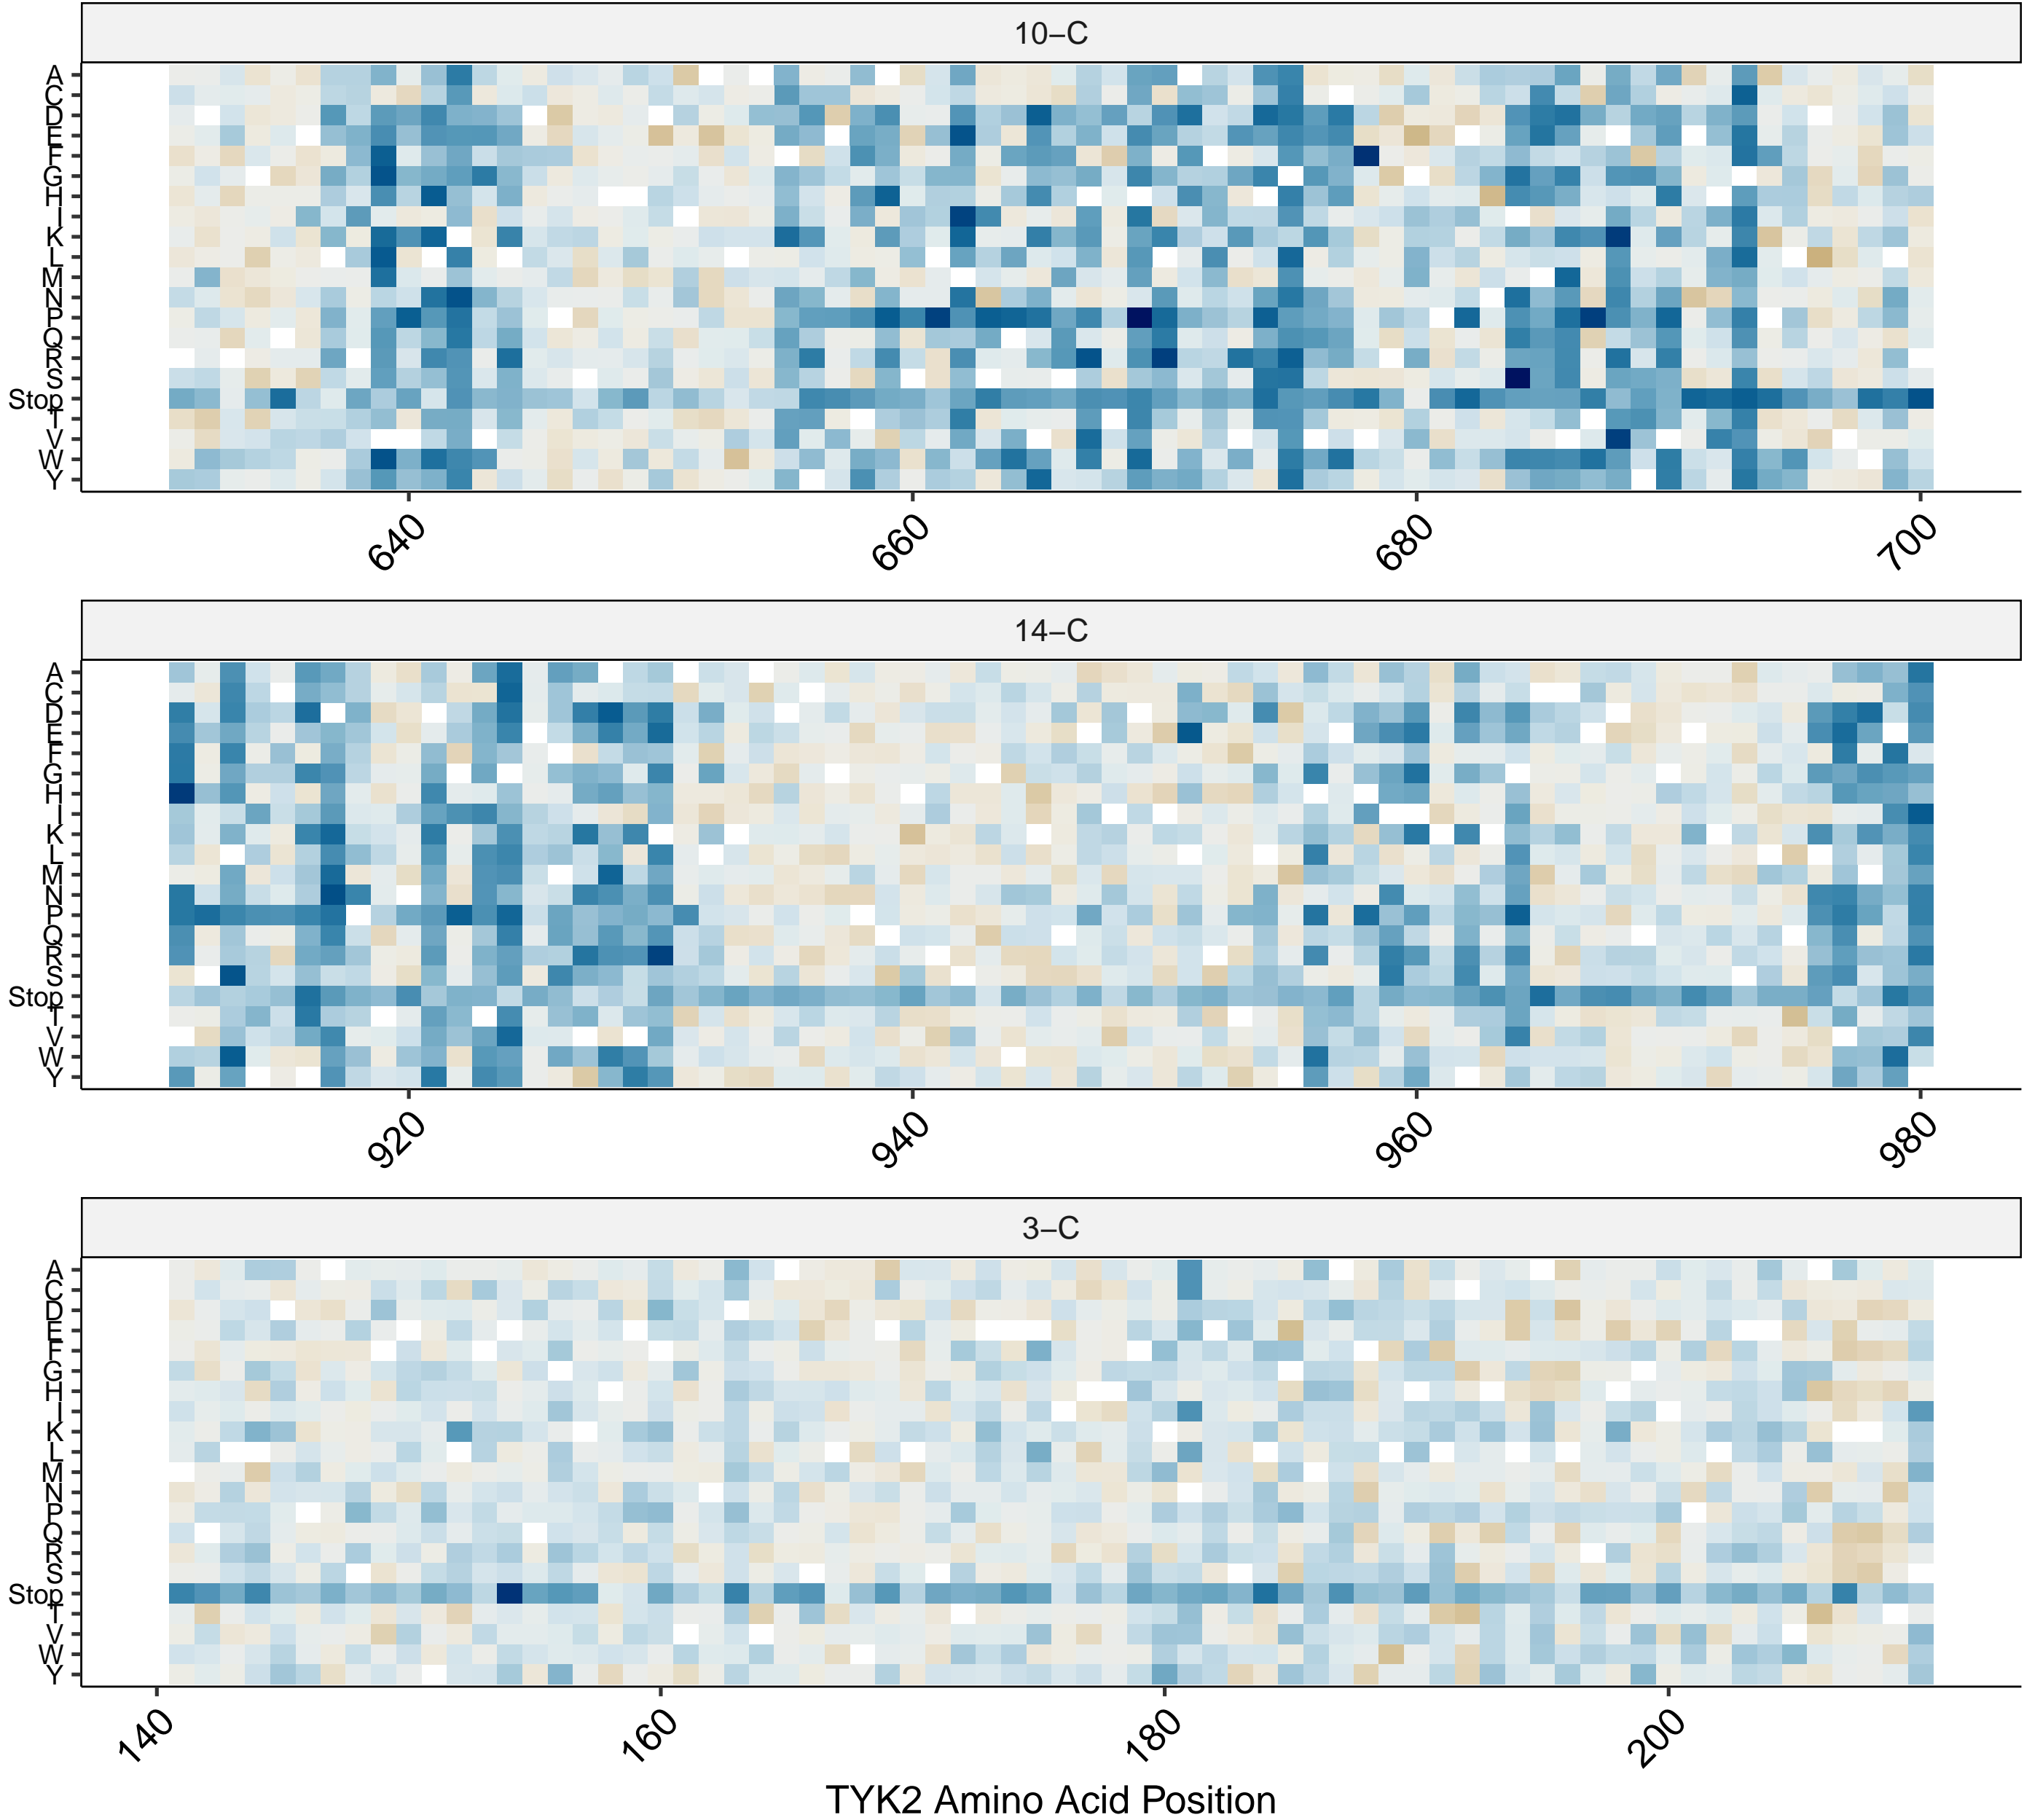 10−C
A
C
D
E
F
G
H
I
K
L
M
N
P
Q
R
S
Stop
T
V
W
Y
640 660 680 700
14−C
A
C
D
E
F
G
H
I
K
L
M
N
P
Q
R
S
Stop
T
V
W
Y
920 940 960 980
3−C
A
C
D
E
F
G
H
I
K
L
M
N
P
Q
R
S
Stop
T
V
W
Y
140 160 180 200
TYK2 Amino Acid Position